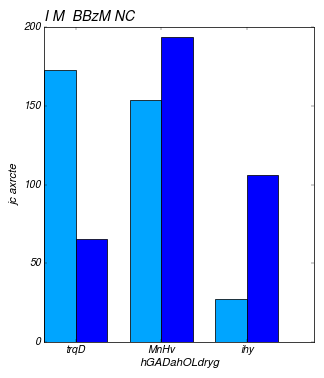 I M  BBzM NC
200
150
100
50
0
jc axrcte
trqD
MnHv
ihy
hGADahOLdryg